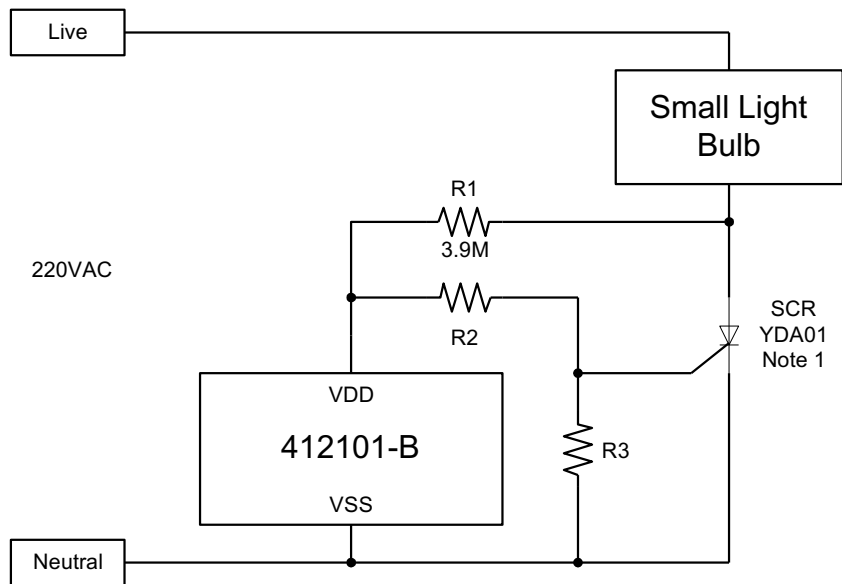 Live
Small Light
Bulb
R1
3.9M
220VAC
R2
SCR
YDA01
Note 1
VDD
412101-B
R3
VSS
Neutral